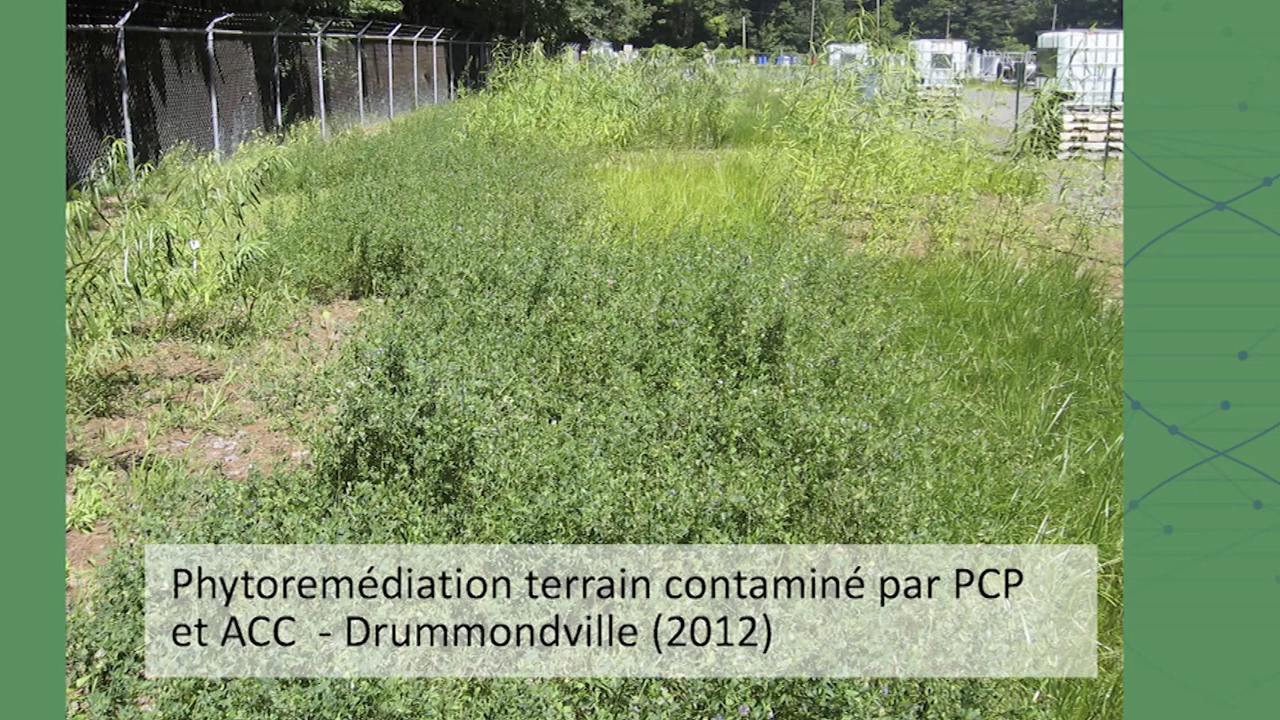 Phytoremédiation terrain contaminé par PCP
et ACC - Drummondville (2012)